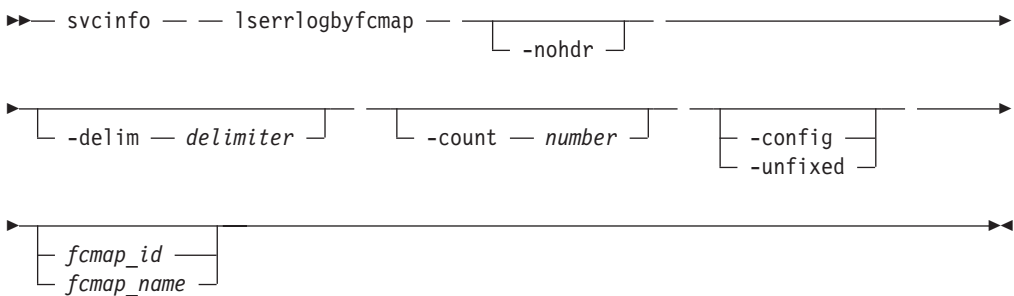 svcinfo lserrlogbyfcmap
-nohdr
-delim delimiter -count number -config
-unfixed
fcmap_id
fcmap_name